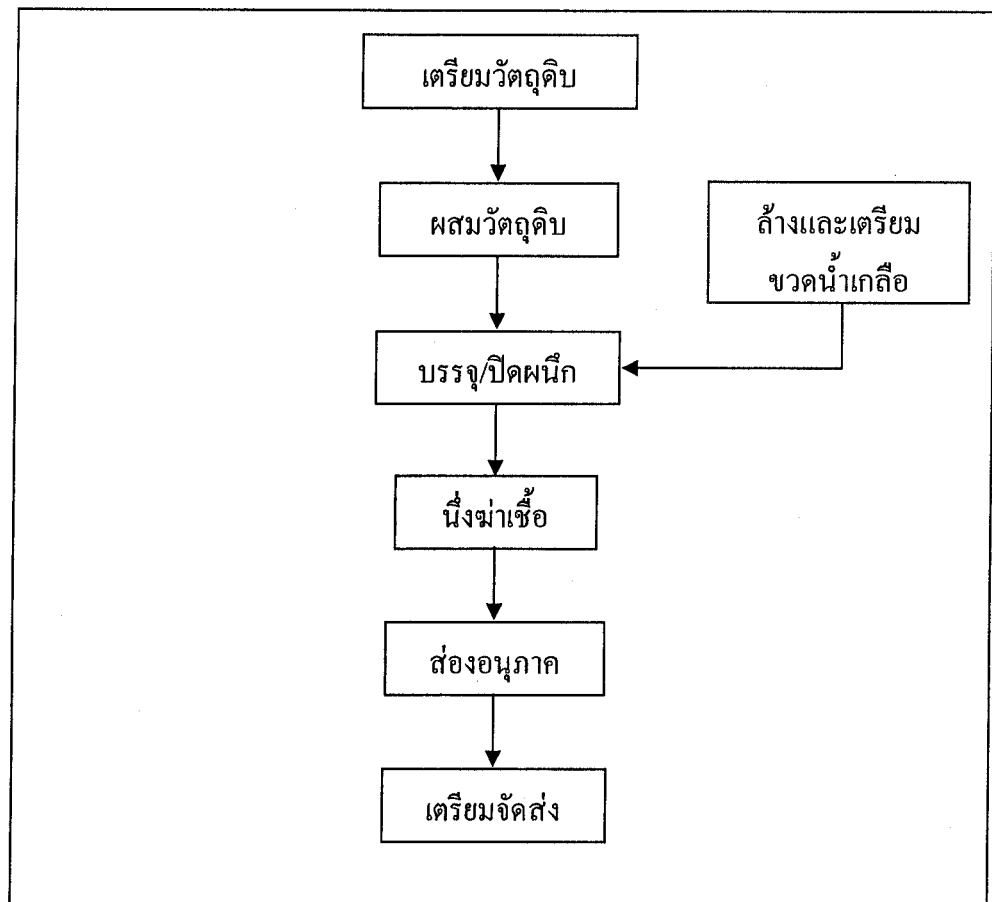 เตรียมวัตถุดิบ
ผสมวัตถุดิบ
ล้างและเตรียม
ขวดน้ำเกลือ
บรรจุ/ปิดผนึก
นึ่งฆ่าเชื้อ
ส่องอนุภาค
เตรียมจัดส่ง